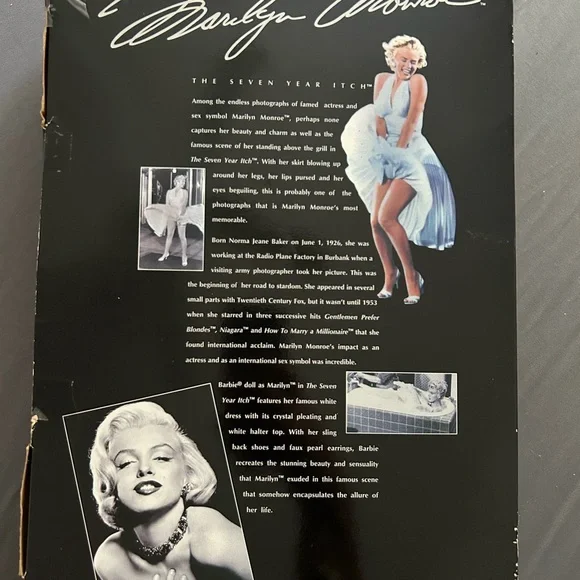 Marilyn Monroe™
THE SEVEN YEAR ITCH™
Among the endless photographs of famed actress and
sex symbol Marilyn Monroe™, perhaps none
captures her beauty and charm as well as the
famous scene of her standing above the grill in
The Seven Year Itch™. With her skirt blowing up
around her legs, her lips pursed and her
eyes beguiling, this is probably one of the
photographs that is Marilyn Monroe's most
memorable.
Born Norma Jeane Baker on June 1, 1926, she was
working at the Radio Plane Factory in Burbank when a
visiting army photographer took her picture. This was
the beginning of her road to stardom. She appeared in several
small parts with Twentieth Century Fox, but it wasn't until 1953
when she starred in three successive hits Gentlemen Prefer
Blondes™, Niagara™ and How To Marry a Millionaire™ that she
found international acclaim. Marilyn Monroe's impact as an
actress and as an international sex symbol was incredible.
Barbie® doll as Marilyn™ in The Seven
Year Itch™ features her famous white
dress with its crystal pleating and
white halter top. With her sling
back shoes and faux pearl earrings, Barbie
recreates the stunning beauty and sensuality
that Marilyn™ exuded in this famous scene
that somehow encapsulates the allure of
her life.